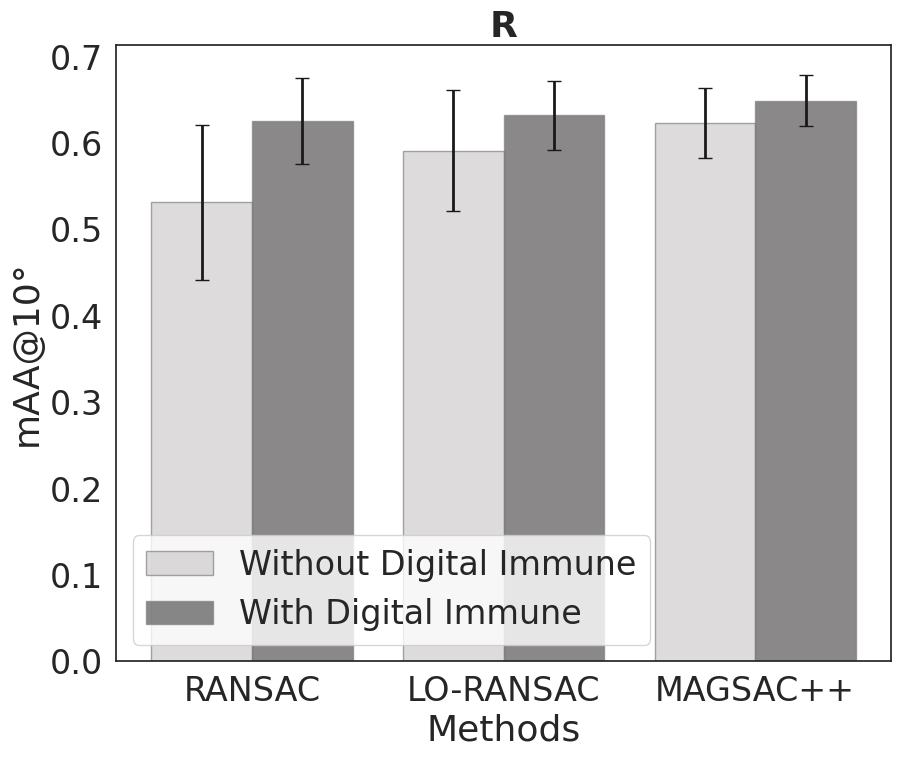 R
0.7
0.6
0.5
0.4
0.3
0.2
0.1
0.0
mAA@10°
Without Digital Immune
With Digital Immune
RANSAC LO-RANSAC MAGSAC++
Methods